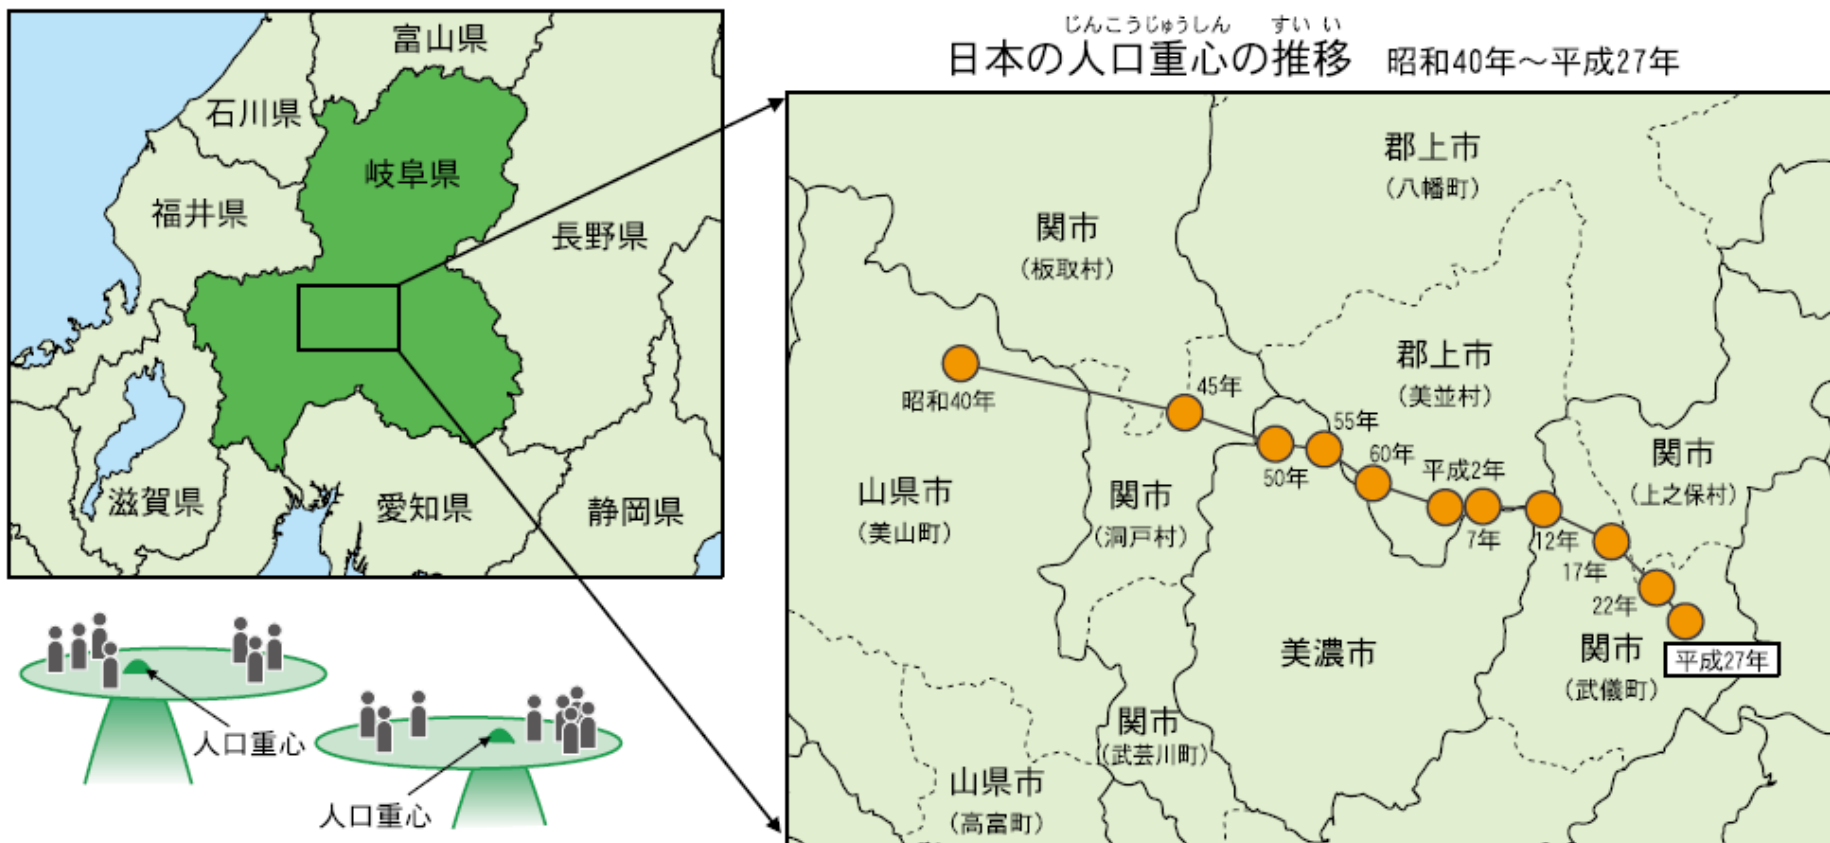 じんこうじゅうしん すいい
日本の人口重心の推移 昭和40年～平成27年
富山県
石川県
岐阜県
福井県
長野県
滋賀県
愛知県
静岡県
人口重心
人口重心
郡上市
(八幡町)
関市
(板取村)
郡上市
(美並村)
昭和40年
45年
50年
55年
60年
平成2年
7年
12年
17年
22年
平成27年
関市
(上之保村)
山県市
(美山町)
関市
(洞戸村)
美濃市
関市
(武儀町)
関市
(武芸川町)
山県市
(高富町)